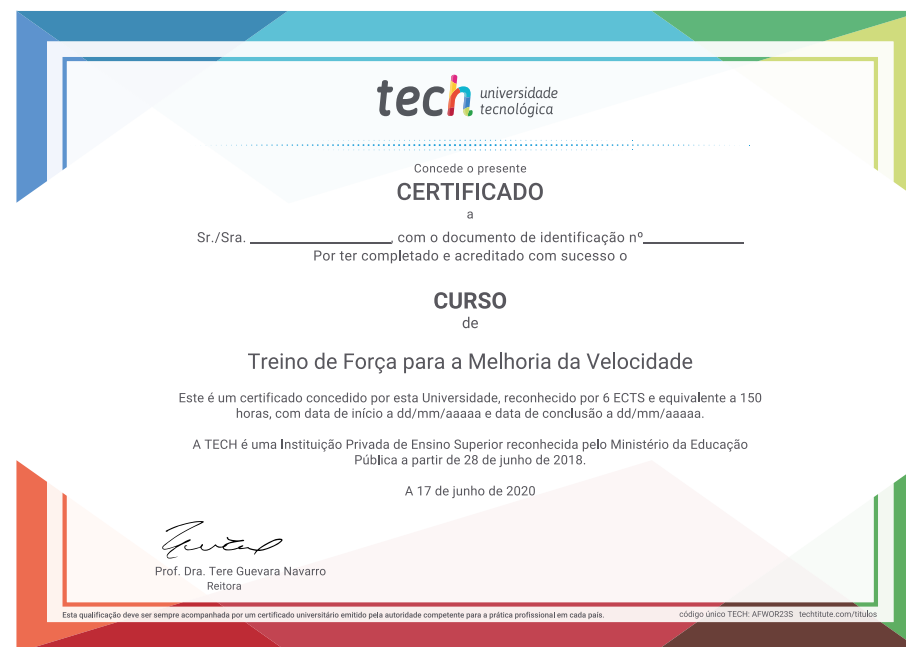 tech universidade
tecnológica
Concede o presente
CERTIFICADO
a
Sr./Sra. ____________________, com o documento de identificação nº______________
Por ter completado e acreditado com sucesso o
CURSO
de
Treino de Força para a Melhoria da Velocidade
Este é um certificado concedido por esta Universidade, reconhecido por 6 ECTS e equivalente a 150
horas, com data de início a dd/mm/aaaaa e data de conclusão a dd/mm/aaaaa.
A TECH é uma Instituição Privada de Ensino Superior reconhecida pelo Ministério da Educação
Pública a partir de 28 de junho de 2018.
A 17 de junho de 2020
Prof. Dra. Tere Guevara Navarro
Reitora
Esta qualificação deve ser sempre acompanhada por um certificado universitário emitido pela autoridade competente para a prática profissional em cada país.
código único TECH: AFWOR23S techtitute.com/titulos